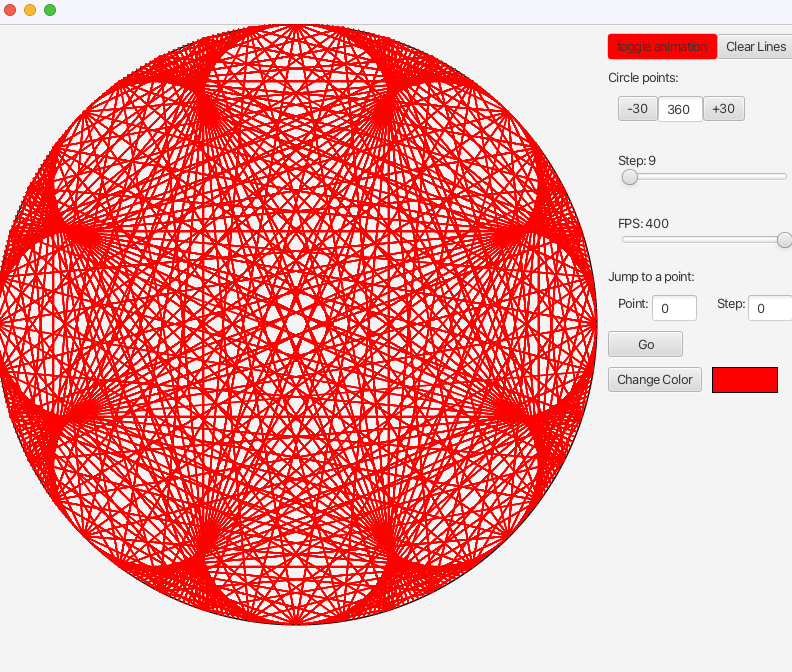 toggle animation Clear Lines
Circle points:
-30 360 +30
Step: 9
FPS: 400
Jump to a point:
Point: 0 Step: 0
Go
Change Color